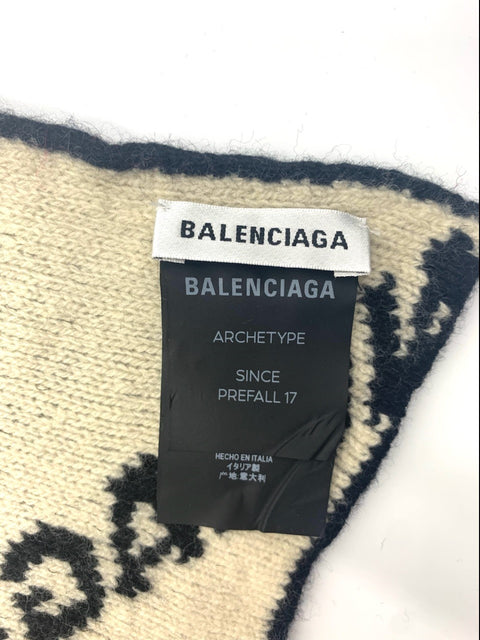 BALENCIAGA
BALENCIAGA
ARCHETYPE
SINCE
PREFALL 17
HECHO EN ITALIA
イタリア製
产地意大利